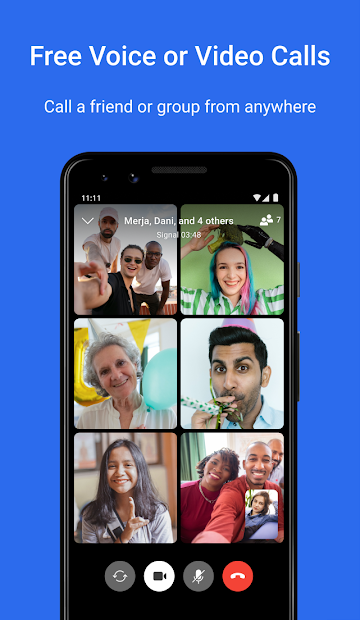 Free Voice or Video Calls
Call a friend or group from anywhere
11:11
Merja, Dani, and 4 others
7
Signal 03:48